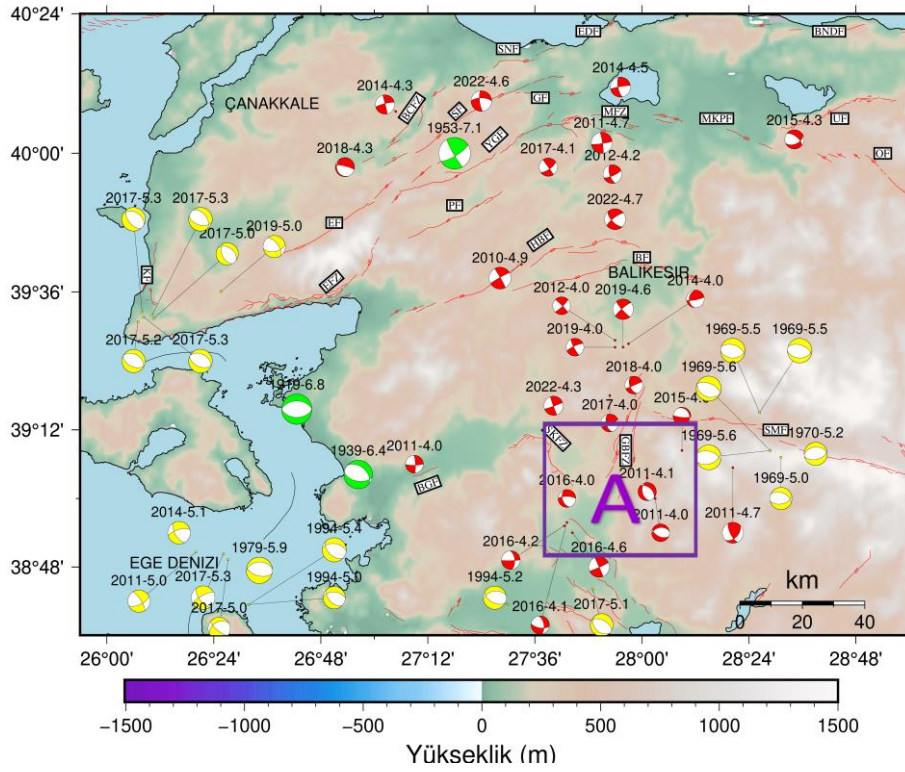 40°24'
EDF
BNDF
SNF
2014-4.3
2022-4.6
2014-4.5
ÇANAKKALE
BCFZ
SF
GF
MFZ
MKPF
2015-4.3
UF
1953-7.1
2011-4.7
YGF
40°00'
2018-4.3
2017-4.1
2012-4.2
OF
2017-5.3
2017-5.3
2019-5.0
PF
2022-4.7
2017-5.0
EF
HBF
2010-4.9
BF
BALIKESİR
KF
EFZ
39°36'
2012-4.0
2019-4.6
2014-4.0
2017-5.2
2017-5.3
2019-4.0
1969-5.5
1969-5.5
1919-6.8
2018-4.0
1969-5.6
2022-4.3
2017-4.0
39°12'
SMF
1970-5.2
1939-6.4
2011-4.0
GBFZ
1969-5.6
BGF
2016-4.0
2011-4.1
A
1969-5.0
2014-5.1
2011-4.0
2011-4.7
1994-5.4
2016-4.2
2016-4.6
38°48'
EGE DENIZI
1979-5.9
2011-5.0
2017-5.3
1994-5.0
1994-5.2
km
2017-5.0
2016-4.1
2017-5.1
0 20 40
26°00' 26°24' 26°48' 27°12' 27°36' 28°00' 28°24' 28°48'
−1500 −1000 −500 0 500 1000 1500
Yükseklik (m)